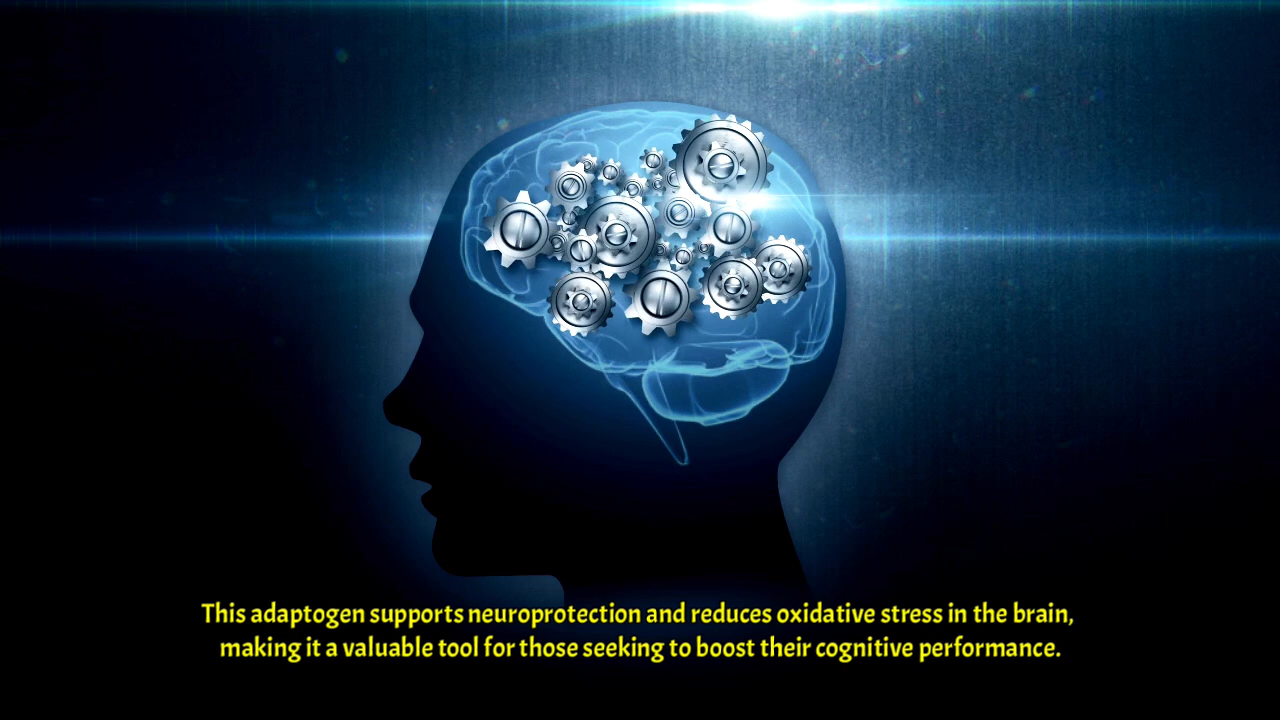 This adaptogen supports neuroprotection and reduces oxidative stress in the brain,
making it a valuable tool for those seeking to boost their cognitive performance.